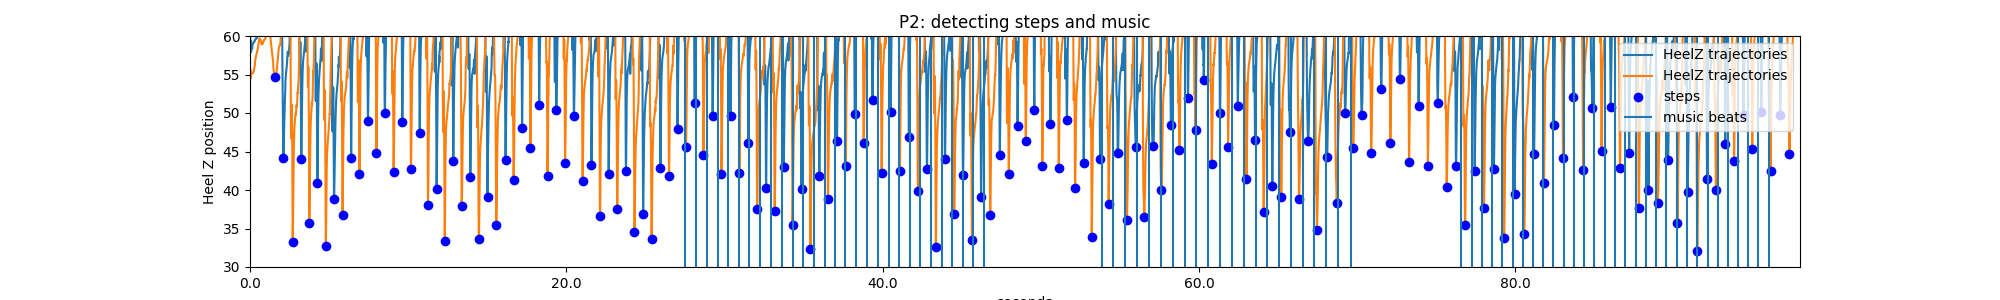 P2: detecting steps and music
60
55
50
45
40
35
30
Heel Z position
HeelZ trajectories
HeelZ trajectories
steps
music beats
0.0 20.0 40.0 60.0 80.0
seconds